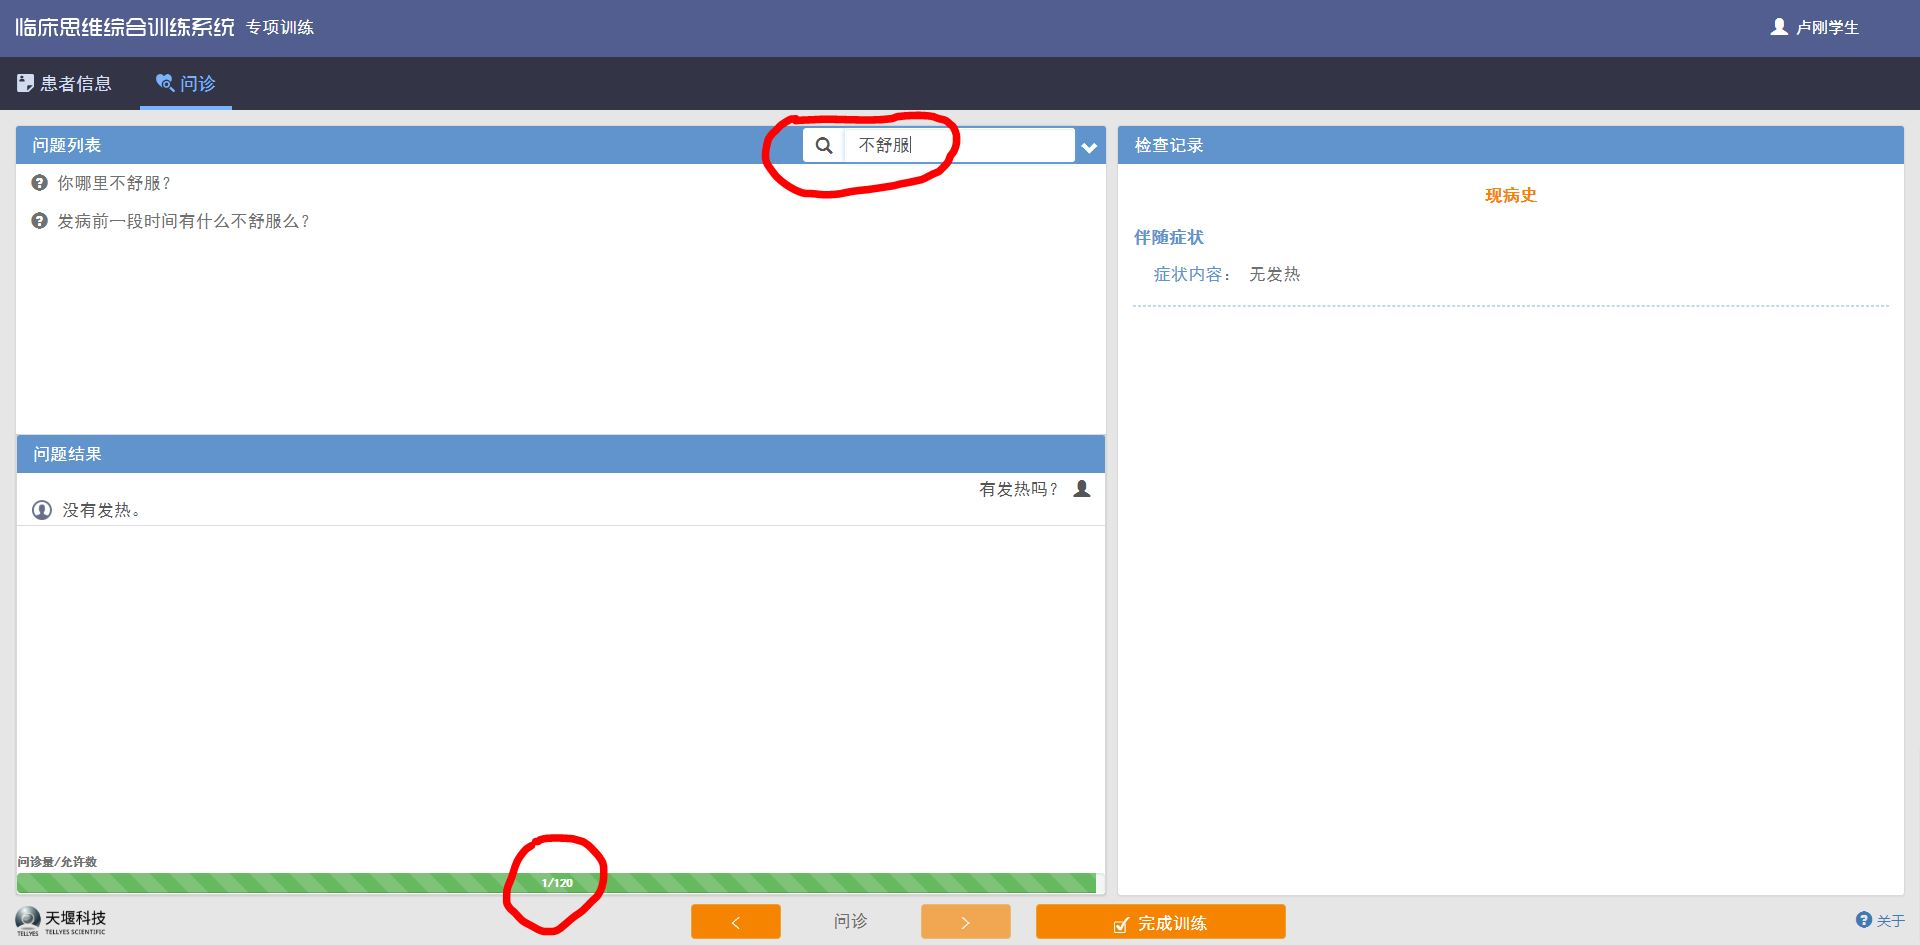 临床思维综合训练系统 专项训练
卢刚学生
患者信息 问诊
问题列表 不舒服
你哪里不舒服？
发病前一段时间有什么不舒服么？
问题结果
有发热吗？
没有发热。
问诊量/允许数
1/120
检查记录
现病史
伴随症状
症状内容： 无发热
天堰科技
TELLYES TELLYES SCIENTIFIC
< 问诊 > 完成训练
关于